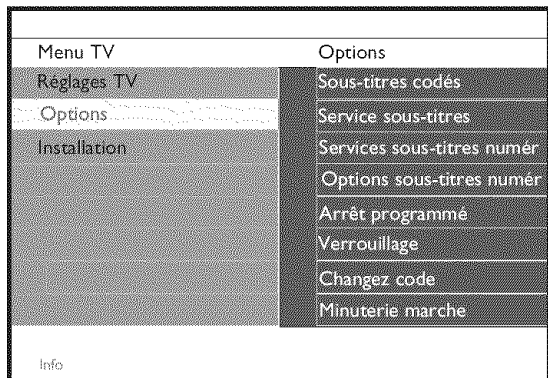 Menu TV
Options
Réglages TV
Options
Installation
Sous-titres codés
Service sous-titres
Services sous-titres numér
Options sous-titres numér
Arrêt programmé
Verrouillage
Changez code
Minuterie marche
Info